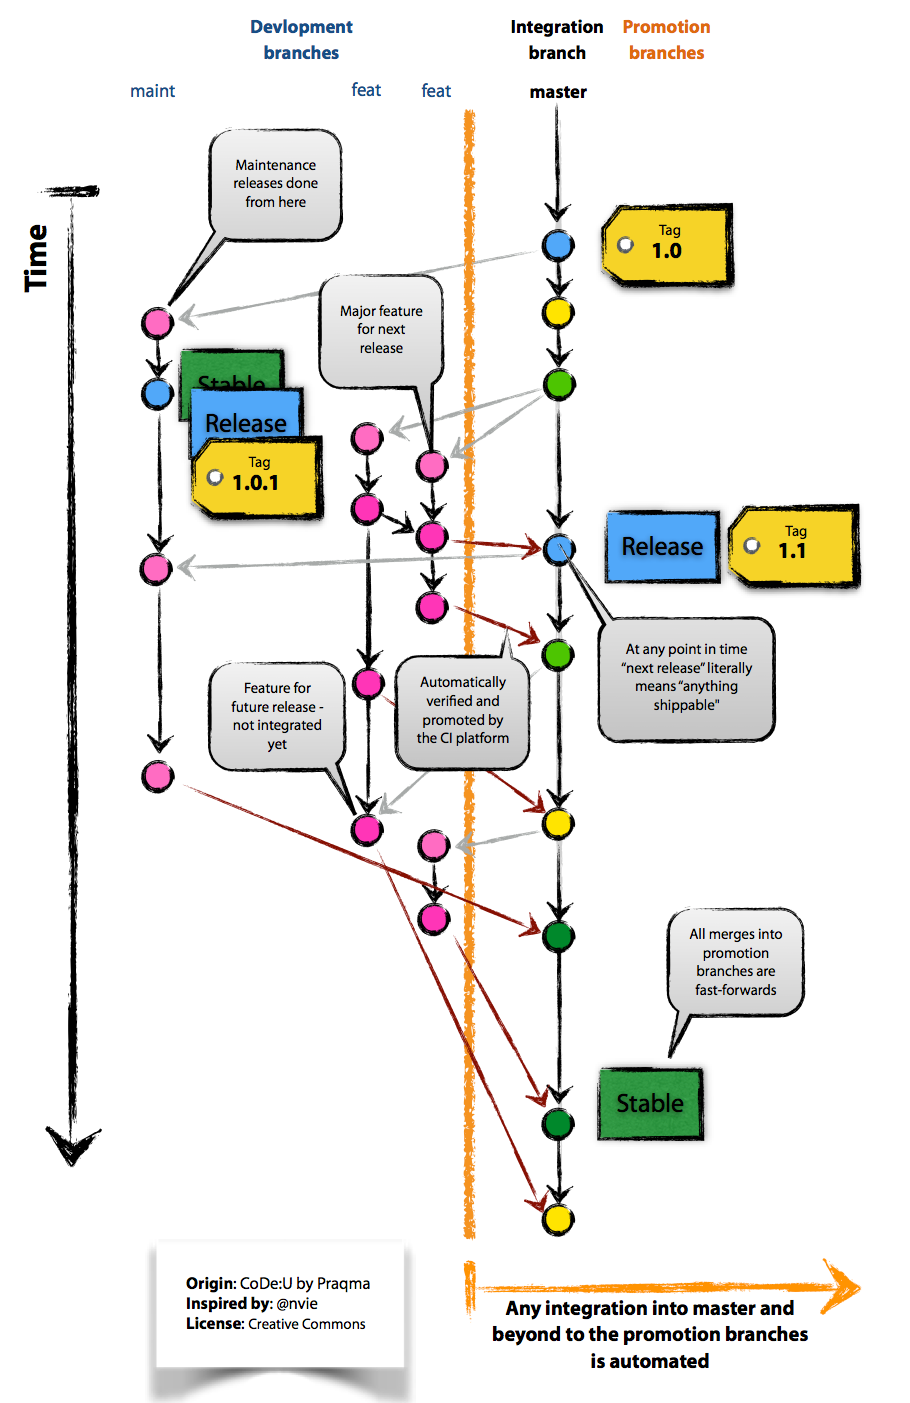 Devlopment
branches
Integration
branch
Promotion
branches
maint
feat
feat
master
Time
Maintenance
releases done
from here
Tag
1.0
Major feature
for next
release
Stable
Release
Tag
1.0.1
Release
Tag
1.1
At any point in time
“next release” literally
means “anything
shippable"
Automatically
verified and
promoted by
the CI platform
Feature for
future release -
not integrated
yet
All merges into
promotion
branches are
fast-forwards
Stable
Origin: CoDe:U by Praqma
Inspired by: @nvie
License: Creative Commons
Any integration into master and
beyond to the promotion branches
is automated